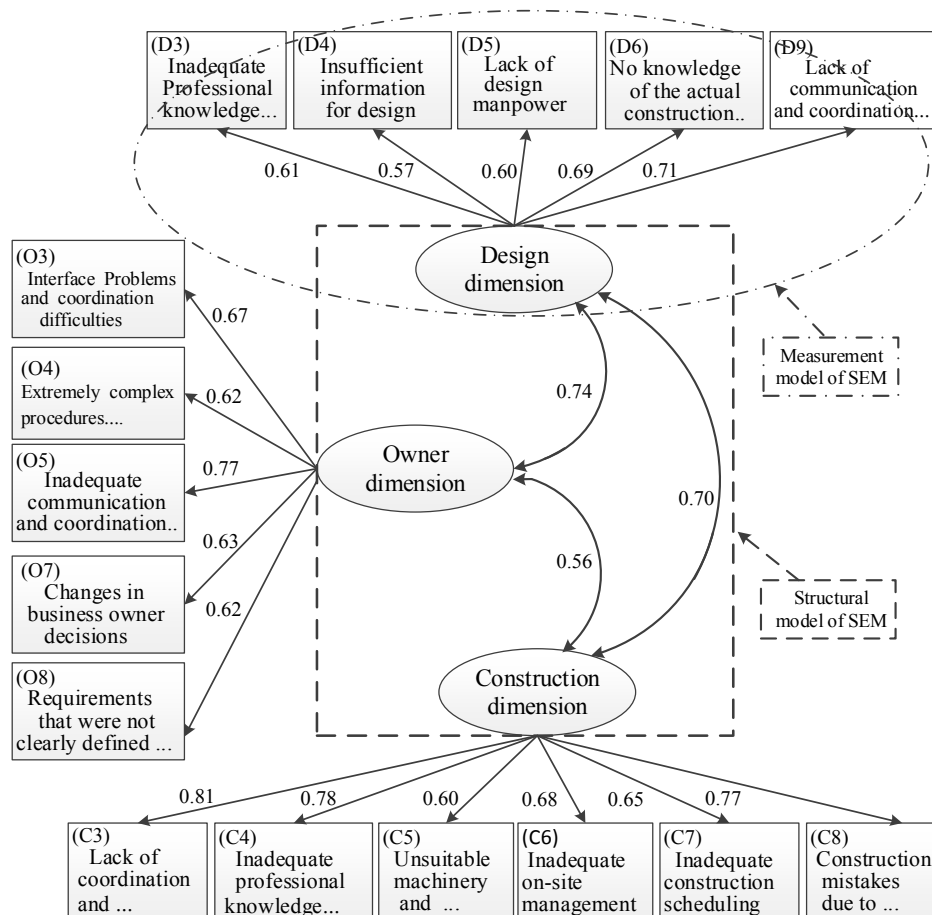 (D3)
Inadequate
Professional
knowledge...
(D4)
Insufficient
information
for design
(D5)
Lack of
design
manpower
(D6)
No knowledge
of the actual
construction..
(D9)
Lack of
communication
and coordination...
0.61
0.57
0.60
0.69
0.71
Design
dimension
(O3)
Interface Problems
and coordination
difficulties
0.67
(O4)
Extremely complex
procedures....
0.62
(O5)
Inadequate
communication
and coordination..
0.77
(O7)
Changes in
business owner
decisions
0.63
(O8)
Requirements
that were not
clearly defined ...
0.62
Owner
dimension
0.74
0.70
0.56
Measurement
model of SEM
Structural
model of SEM
Construction
dimension
0.81
0.78
0.60
0.68
0.65
0.77
(C3)
Lack of
coordination
and ...
(C4)
Inadequate
professional
knowledge...
(C5)
Unsuitable
machinery
and ...
(C6)
Inadequate
on-site
management
(C7)
Inadequate
construction
scheduling
(C8)
Construction
mistakes
due to ...